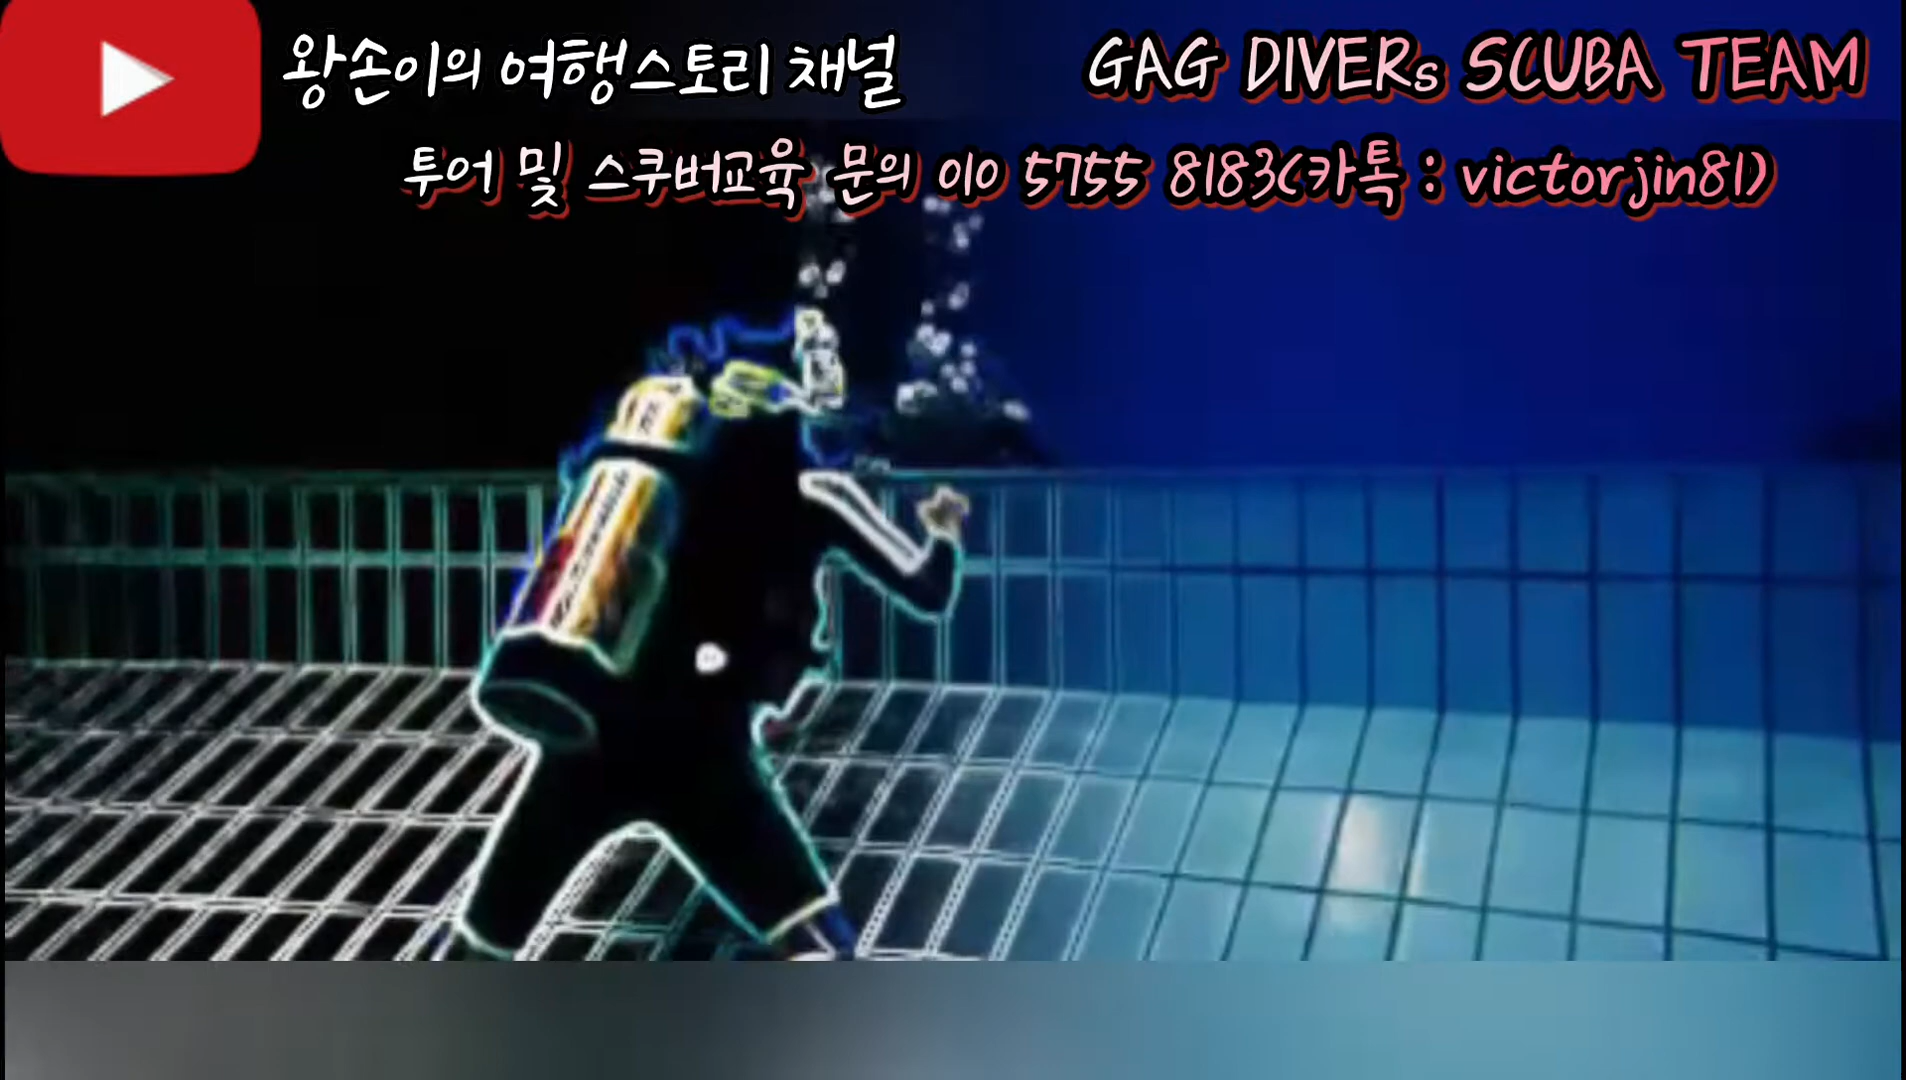 왕손이의 여행스토리 채널 GAG DIVERs SCUBA TEAM
투어 및 스쿠버교육 문의 010 5755 8183(카톡 : victorjin81)